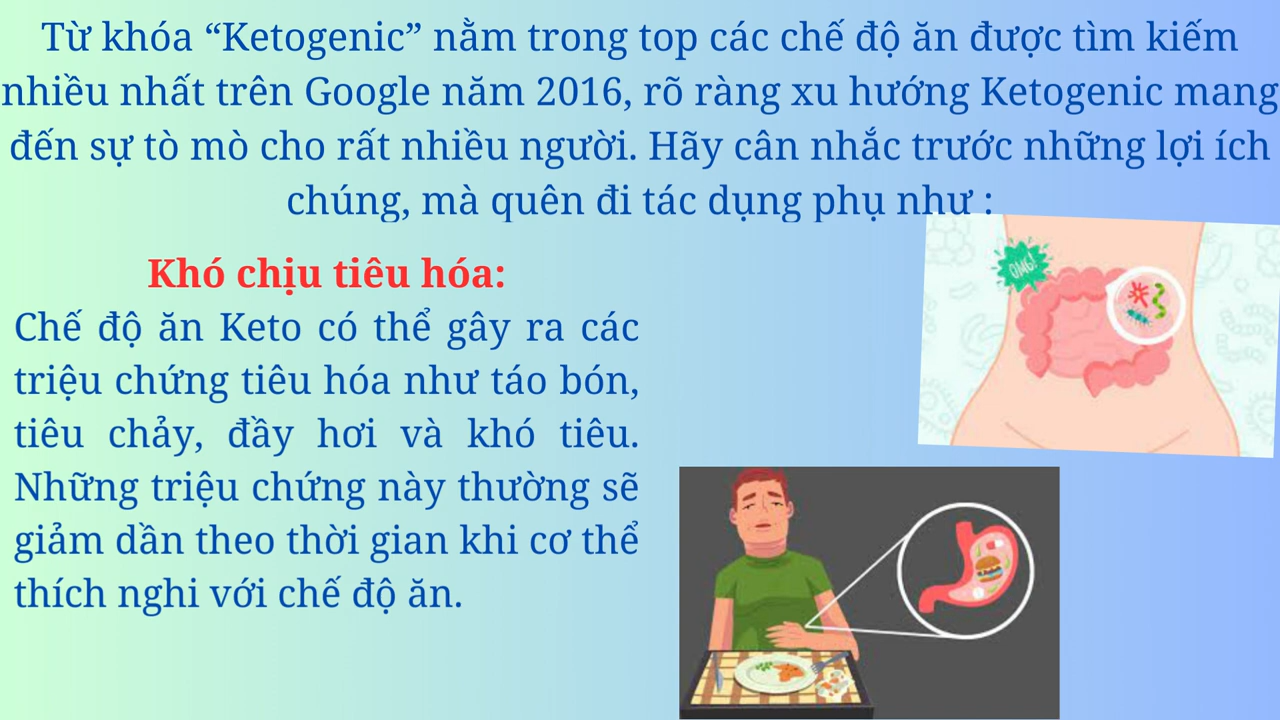 Từ khóa “Ketogenic” nằm trong top các chế độ ăn được tìm kiếm
nhiều nhất trên Google năm 2016, rõ ràng xu hướng Ketogenic mang
đến sự tò mò cho rất nhiều người. Hãy cân nhắc trước những lợi ích
chúng, mà quên đi tác dụng phụ như :
OMG!
Khó chịu tiêu hóa:
Chế độ ăn Keto có thể gây ra các
triệu chứng tiêu hóa như táo bón,
tiêu chảy, đầy hơi và khó tiêu.
Những triệu chứng này thường sẽ
giảm dần theo thời gian khi cơ thể
thích nghi với chế độ ăn.